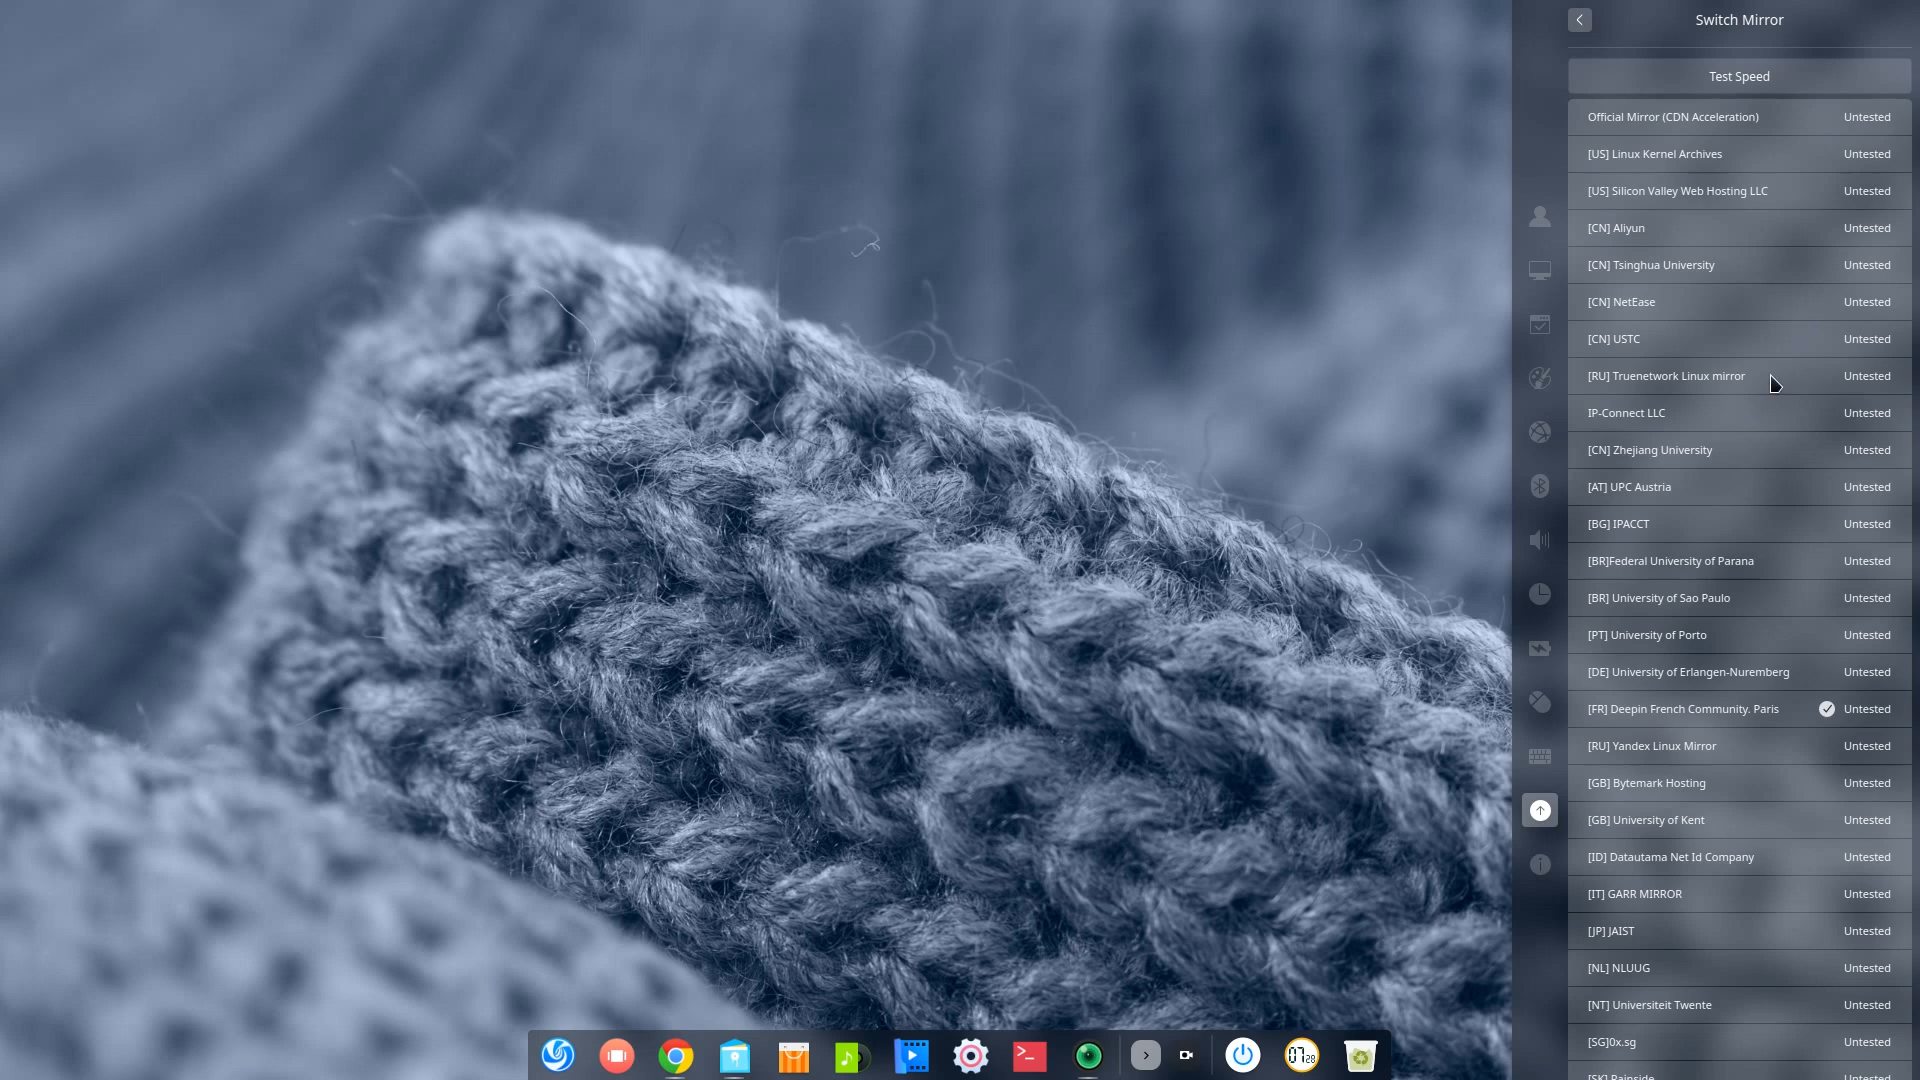 Switch Mirror
Test Speed
Official Mirror (CDN Acceleration) Untested
[US] Linux Kernel Archives Untested
[US] Silicon Valley Web Hosting LLC Untested
[CN] Aliyun Untested
[CN] Tsinghua University Untested
[CN] NetEase Untested
[CN] USTC Untested
[RU] Truenetwork Linux mirror Untested
IP-Connect LLC Untested
[CN] Zhejiang University Untested
[AT] UPC Austria Untested
[BG] IPACCT Untested
[BR]Federal University of Parana Untested
[BR] University of Sao Paulo Untested
[PT] University of Porto Untested
[DE] University of Erlangen-Nuremberg Untested
[FR] Deepin French Community. Paris Untested
[RU] Yandex Linux Mirror Untested
[GB] Bytemark Hosting Untested
[GB] University of Kent Untested
[ID] Datautama Net Id Company Untested
[IT] GARR MIRROR Untested
[JP] JAIST Untested
[NL] NLUUG Untested
[NT] Universiteit Twente Untested
[SG]0x.sg Untested
[SK] Rainside Untested
07 28